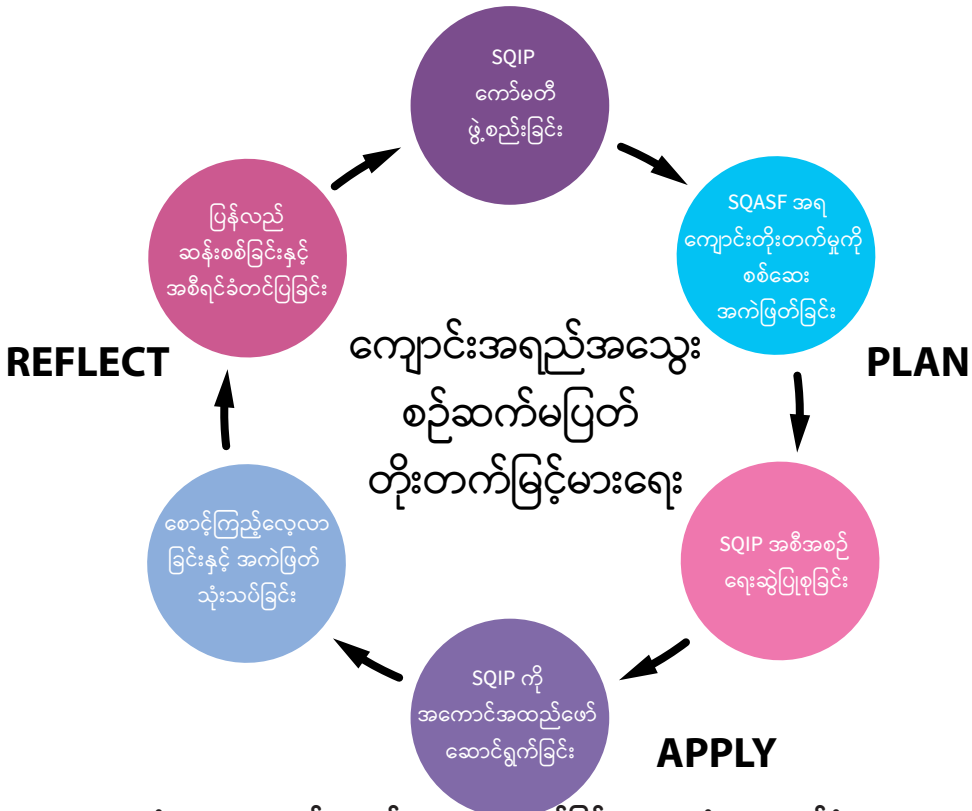 SQIP
ကော်မတီ
ဖွဲ့စည်းခြင်း
SQASF အရ
ကျောင်းတိုးတက်မှုကို
စစ်ဆေး
အကဲဖြတ်ခြင်း
PLAN
SQIP အစီအစဉ်
ရေးဆွဲပြုစုခြင်း
SQIP ကို
အကောင်အထည်ဖော်
ဆောင်ရွက်ခြင်း
APPLY
စောင့်ကြည့်လေ့လာ
ခြင်းနှင့် အကဲဖြတ်
သုံးသပ်ခြင်း
REFLECT
ပြန်လည်
ဆန်းစစ်ခြင်းနှင့်
အစီရင်ခံတင်ပြခြင်း
ကျောင်းအရည်အသွေး
စဉ်ဆက်မပြတ်
တိုးတက်မြင့်မားရေး